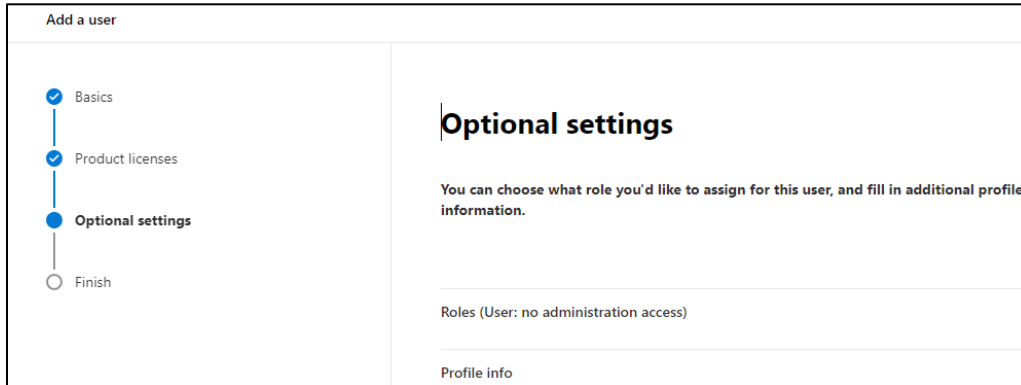 Add a user
Basics
Product licenses
Optional settings
Finish
Optional settings
You can choose what role you'd like to assign for this user, and fill in additional profile
information.
Roles (User: no administration access)
Profile info